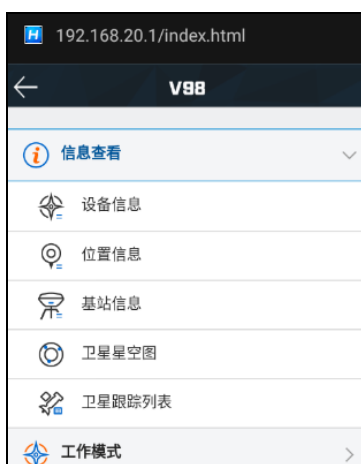 192.168.20.1/index.html
V98
信息查看
设备信息
位置信息
基站信息
卫星星空图
卫星跟踪列表
工作模式